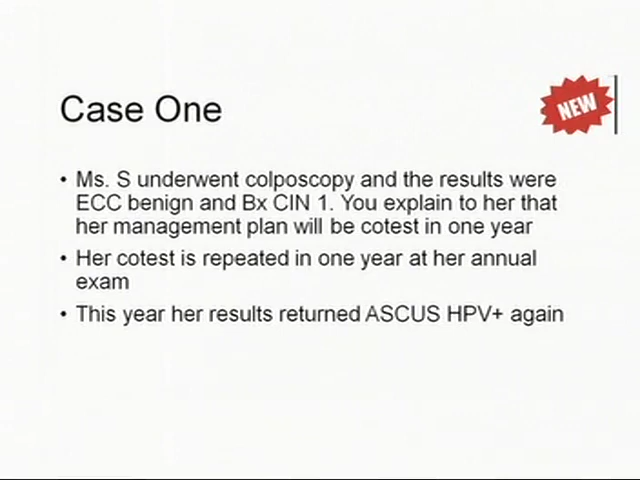 Case One
NEW
• Ms. S underwent colposcopy and the results were
ECC benign and Bx CIN 1. You explain to her that
her management plan will be cotest in one year
• Her cotest is repeated in one year at her annual
exam
• This year her results returned ASCUS HPV+ again